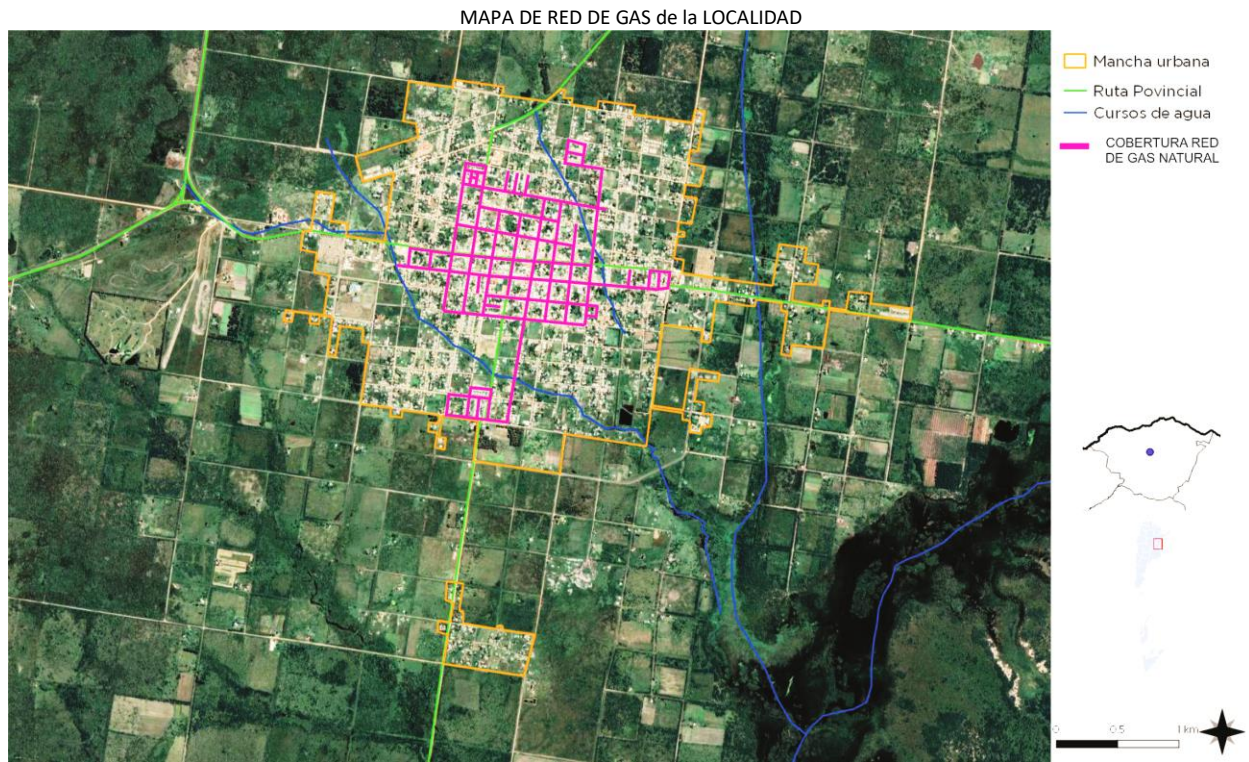 MAPA DE RED DE GAS de la LOCALIDAD
Mancha urbana
Ruta Povincial
Cursos de agua
COBERTURA RED
DE GAS NATURAL
0 0.5 1 km